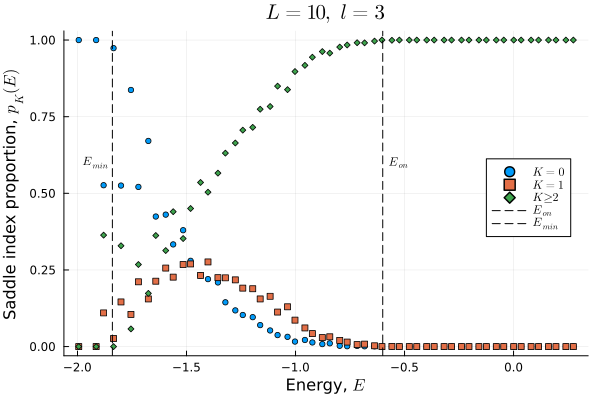 L = 10, l = 3
Saddle index proportion, p_K(E)
1.00
0.75
0.50
0.25
0.00
E_min
E_on
K = 0
K = 1
K≥2
E_on
E_min
−2.0 −1.5 −1.0 −0.5 0.0
Energy, E